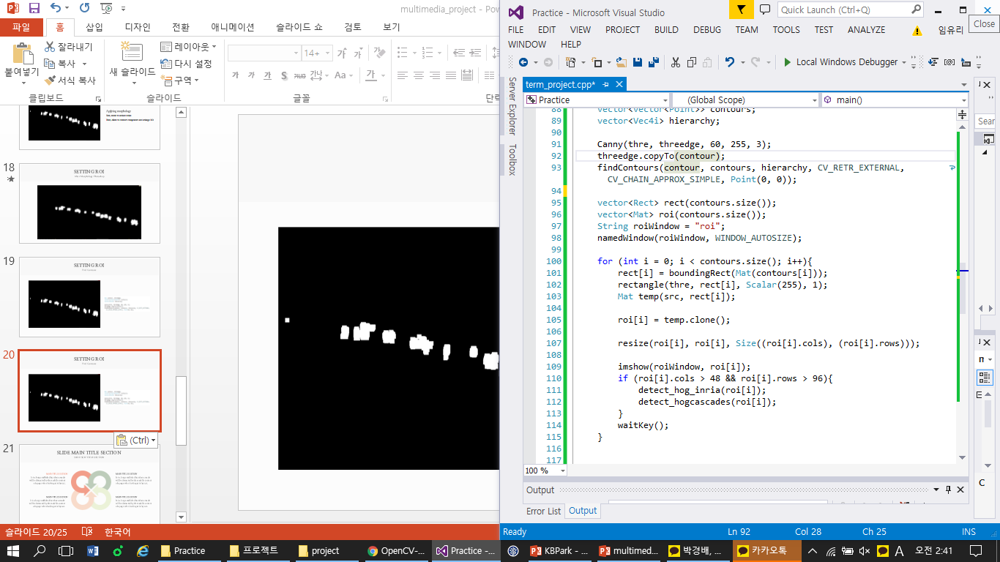 multimedia_project - Pow
파일
홈
삽입
디자인
전환
애니메이션
슬라이드 쇼
검토
보기
붙여넣기
잘라내기
복사
서식 복사
클립보드
새 슬라이드
레이아웃
다시 설정
구역
슬라이드
14+
가
가
가
S
가나
Aa
가
글꼴
단락
Applying morphology
18
SETTING ROI
19
SETTING ROI
20
SETTING ROI
(Ctrl)
21
SLIDE MAIN TITLE SECTION
슬라이드 20/25
한국어
Practice - Microsoft Visual Studio
Quick Launch (Ctrl+Q)
Close
FILE
EDIT
VIEW
PROJECT
BUILD
DEBUG
TEAM
TOOLS
TEST
ANALYZE
임유리
WINDOW
HELP
Local Windows Debugger
Server Explorer
Toolbox
term_project.cpp*
Practice
(Global Scope)
main()
Sear
88 vector<vector<Point>> contours;
89 vector<Vec4i> hierarchy;
90
91 Canny(thre, threedge, 60, 255, 3);
92 threedge.copyTo(contour);
93 findContours(contour, contours, hierarchy, CV_RETR_EXTERNAL,
CV_CHAIN_APPROX_SIMPLE, Point(0, 0));
94
95 vector<Rect> rect(contours.size());
96 vector<Mat> roi(contours.size());
97 String roiWindow = "roi";
98 namedWindow(roiWindow, WINDOW_AUTOSIZE);
99
100 for (int i = 0; i < contours.size(); i++){
101 rect[i] = boundingRect(Mat(contours[i]));
102 rectangle(thre, rect[i], Scalar(255), 1);
103 Mat temp(src, rect[i]);
104
105 roi[i] = temp.clone();
106
107 resize(roi[i], roi[i], Size((roi[i].cols), (roi[i].rows)));
108
109 imshow(roiWindow, roi[i]);
110 if (roi[i].cols > 48 && roi[i].rows > 96){
111 detect_hog_inria(roi[i]);
112 detect_hogcascades(roi[i]);
113 }
114 waitKey();
115 }
116
117
100 %
n
C
Output
Error List
Output
Ready
Ln 92
Col 28
Ch 25
INS
Practice
프로젝트
project
OpenCV-...
Practice -...
KBPark - ...
multimed...
박경배, ...
카카오톡
A
오전 2:41